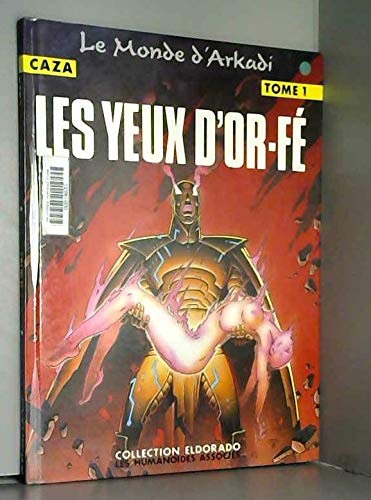 Le Monde d'Arkadi
CAZA
TOME 1
LES YEUX D'OR-FÉ
COLLECTION ELDORADO
LES HUMANOÏDES ASSOCIÉS